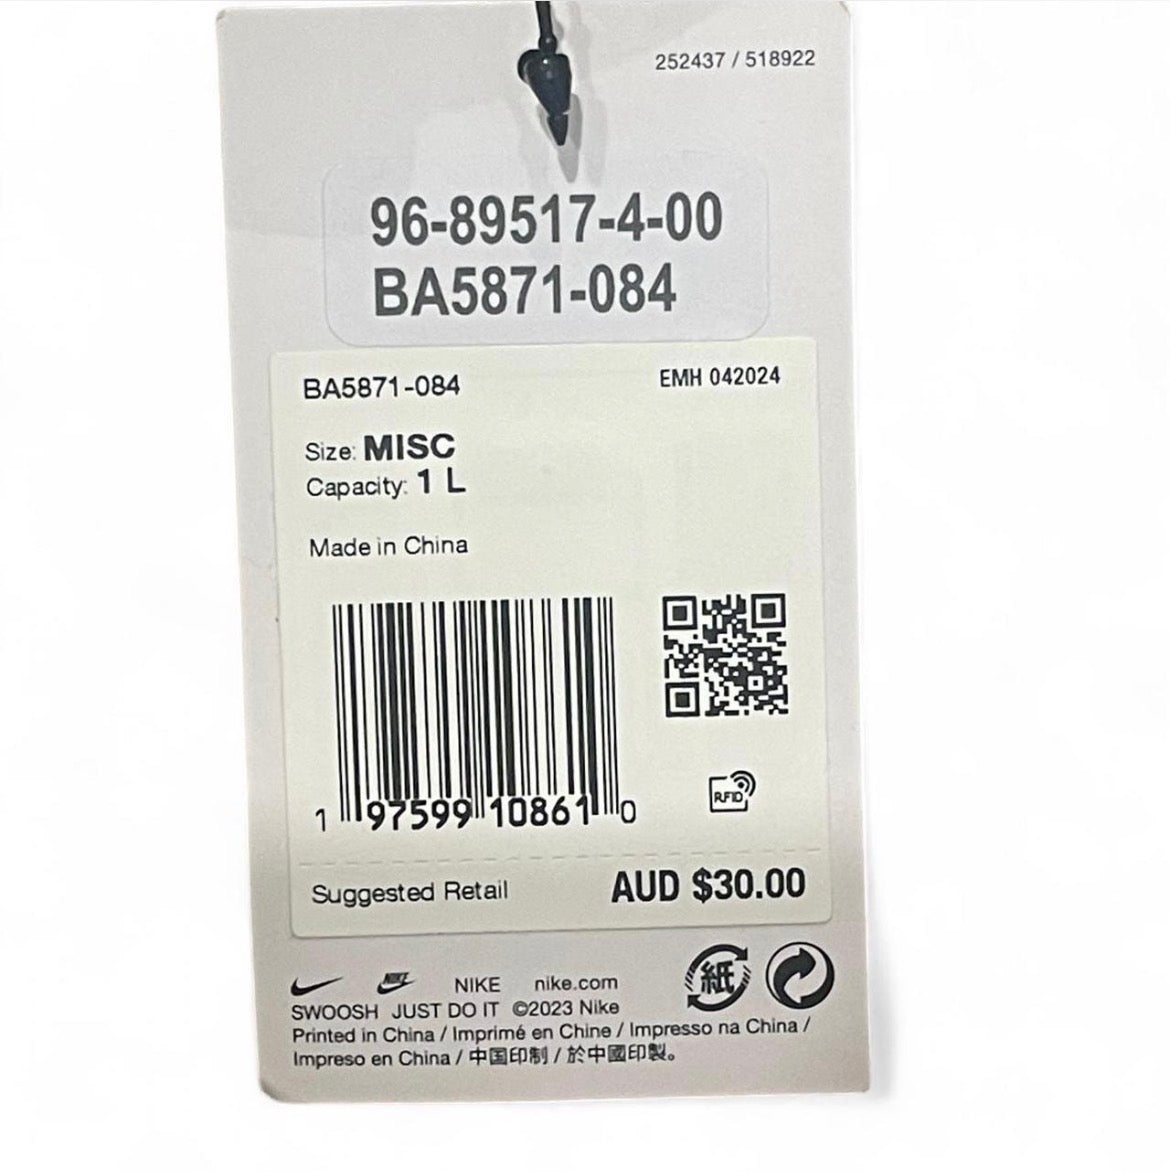 252437 / 518922
96-89517-4-00
BA5871-084
BA5871-084
EMH 042024
Size: MISC
Capacity: 1 L
Made in China
1 97599 10861 0
RFID
Suggested Retail
AUD $30.00
NIKE
NIKE nike.com
紙
SWOOSH JUST DO IT ©2023 Nike
Printed in China / Imprimé en Chine / Impresso na China /
Impreso en China / 中国印制 / 於中國印製。